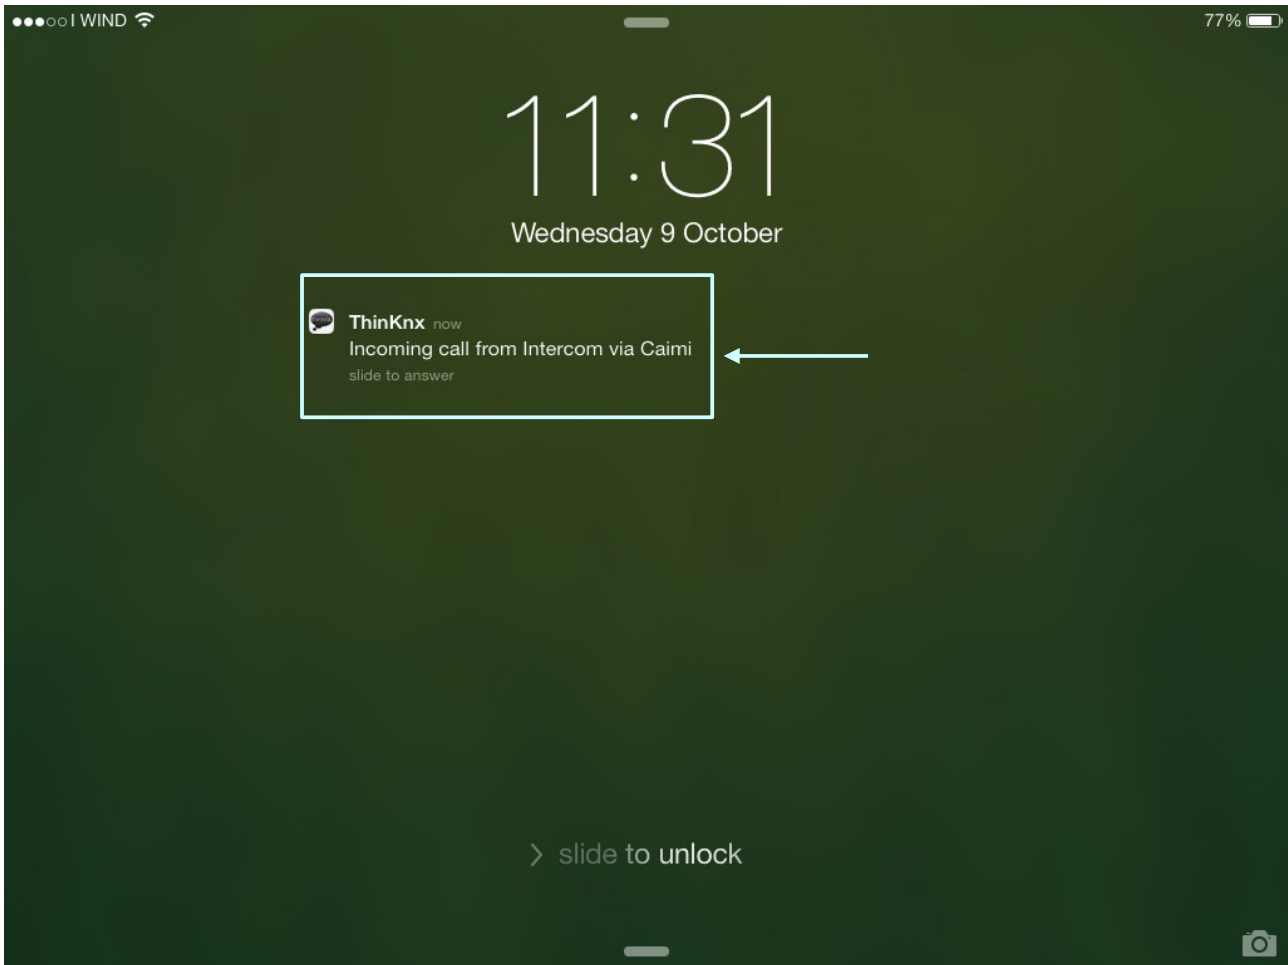 I WIND
77%
11:31
Wednesday 9 October
ThinKnx now
Incoming call from Intercom via Caimi
slide to answer
slide to unlock